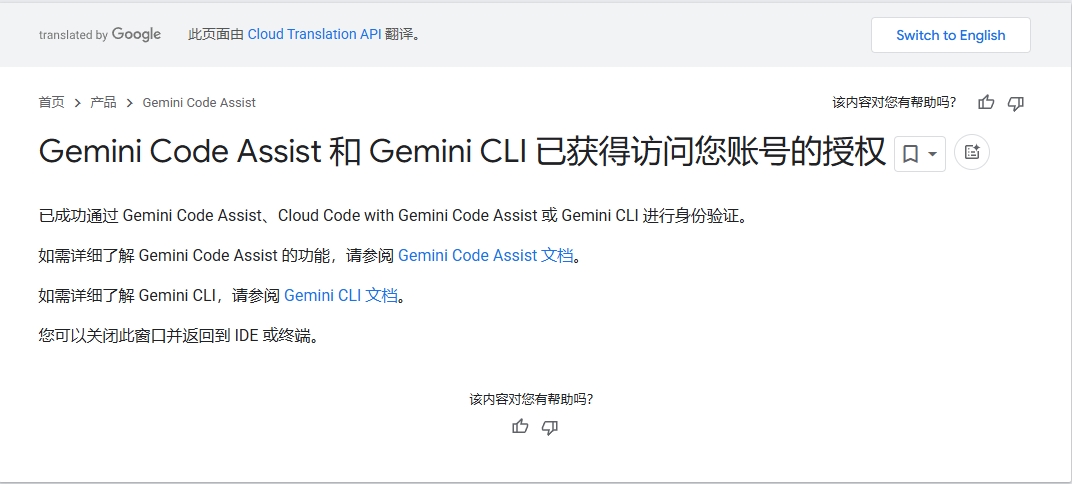 translated by Google 此页面由 Cloud Translation API 翻译。 Switch to English
首页 > 产品 > Gemini Code Assist 该内容对您有帮助吗?
Gemini Code Assist 和 Gemini CLI 已获得访问您账号的授权
已成功通过 Gemini Code Assist、Cloud Code with Gemini Code Assist 或 Gemini CLI 进行身份验证。
如需详细了解 Gemini Code Assist 的功能，请参阅 Gemini Code Assist 文档。
如需详细了解 Gemini CLI，请参阅 Gemini CLI 文档。
您可以关闭此窗口并返回到 IDE 或终端。
该内容对您有帮助吗?